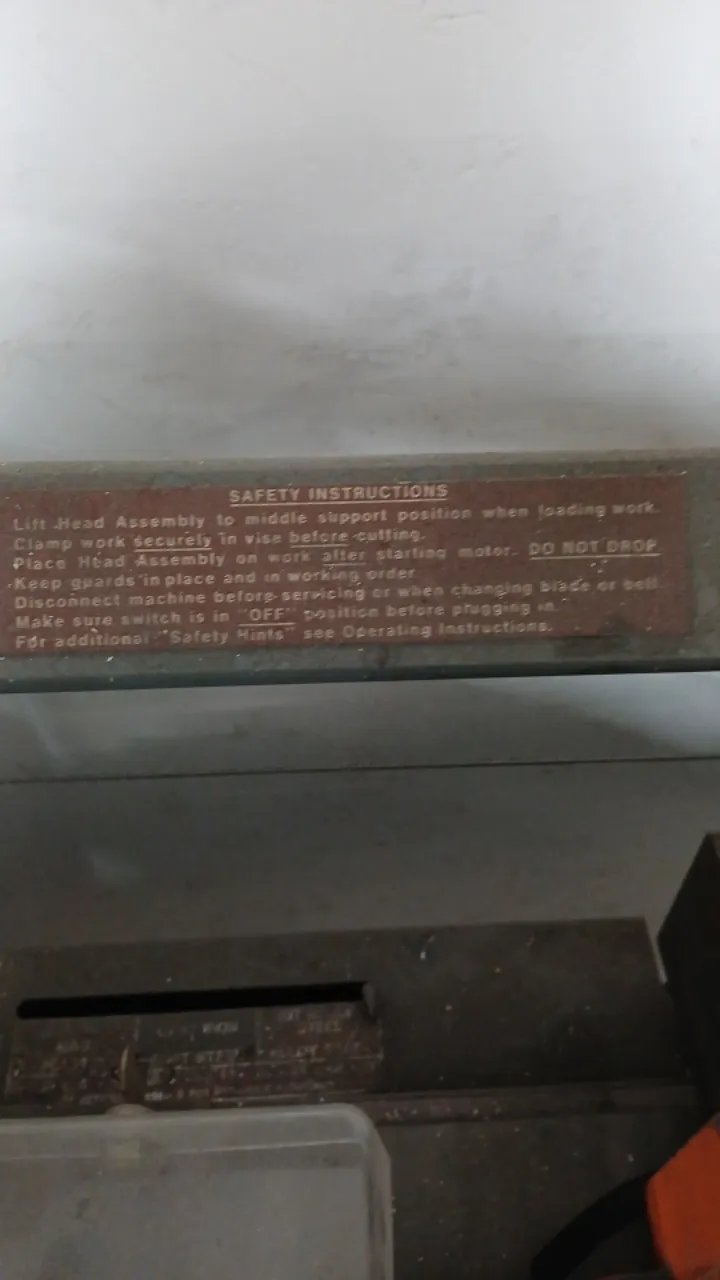 SAFETY INSTRUCTIONS
Lift Head Assembly to middle support position when loading work.
Clamp work securely in vise before cutting.
Place Head Assembly on work after starting motor. DO NOT DROP
Keep guards in place and in working order
Disconnect machine before servicing or when changing blade or belt.
Make sure switch is in "OFF" position before plugging in.
For additional "Safety Hints" see Operating Instructions.